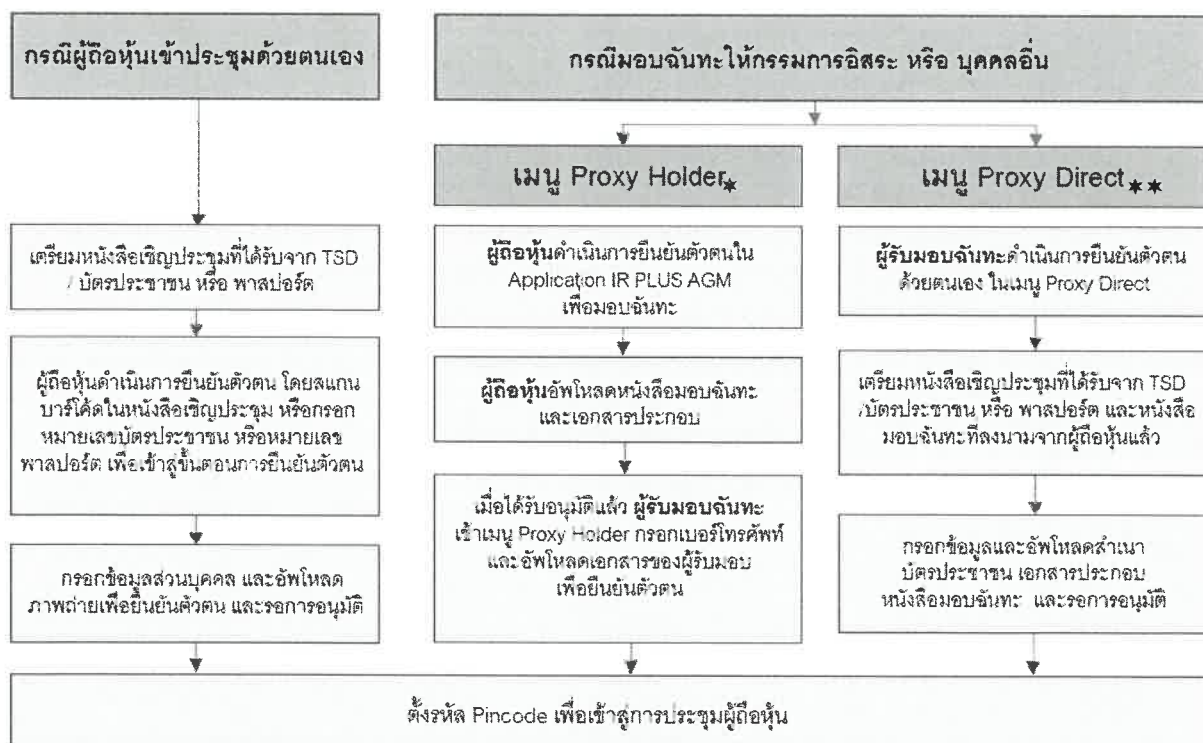 กรณีผู้ถือหุ้นเข้าประชุมด้วยตนเอง
เตรียมหนังสือเชิญประชุมที่ได้รับจาก TSD
/ บัตรประชาชน หรือ พาสปอร์ต
ผู้ถือหุ้นดำเนินการยืนยันตัวตน โดยสแกน
บาร์โค้ดในหนังสือเชิญประชุม หรือกรอก
หมายเลขบัตรประชาชน หรือหมายเลข
พาสปอร์ต เพื่อเข้าสู่ขั้นตอนการยืนยันตัวตน
กรอกข้อมูลส่วนบุคคล และอัพโหลด
ภาพถ่ายเพื่อยืนยันตัวตน และรอการอนุมัติ
กรณีมอบฉันทะให้กรรมการอิสระ หรือ บุคคลอื่น
เมนู Proxy Holder*
ผู้ถือหุ้นดำเนินการยืนยันตัวตนใน
Application IR PLUS AGM
เพื่อมอบฉันทะ
ผู้ถือหุ้นอัพโหลดหนังสือมอบฉันทะ
และเอกสารประกอบ
เมื่อได้รับอนุมัติแล้ว ผู้รับมอบฉันทะ
เข้าเมนู Proxy Holder กรอกเบอร์โทรศัพท์
และอัพโหลดเอกสารของผู้รับมอบ
เพื่อยืนยันตัวตน
เมนู Proxy Direct**
ผู้รับมอบฉันทะดำเนินการยืนยันตัวตน
ด้วยตนเอง ในเมนู Proxy Direct
เตรียมหนังสือเชิญประชุมที่ได้รับจาก TSD
/บัตรประชาชน หรือ พาสปอร์ต และหนังสือ
มอบฉันทะที่ลงนามจากผู้ถือหุ้นแล้ว
กรอกข้อมูลและอัพโหลดสำเนา
บัตรประชาชน เอกสารประกอบ
หนังสือมอบฉันทะ และรอการอนุมัติ
ตั้งรหัส Pincode เพื่อเข้าสู่การประชุมผู้ถือหุ้น